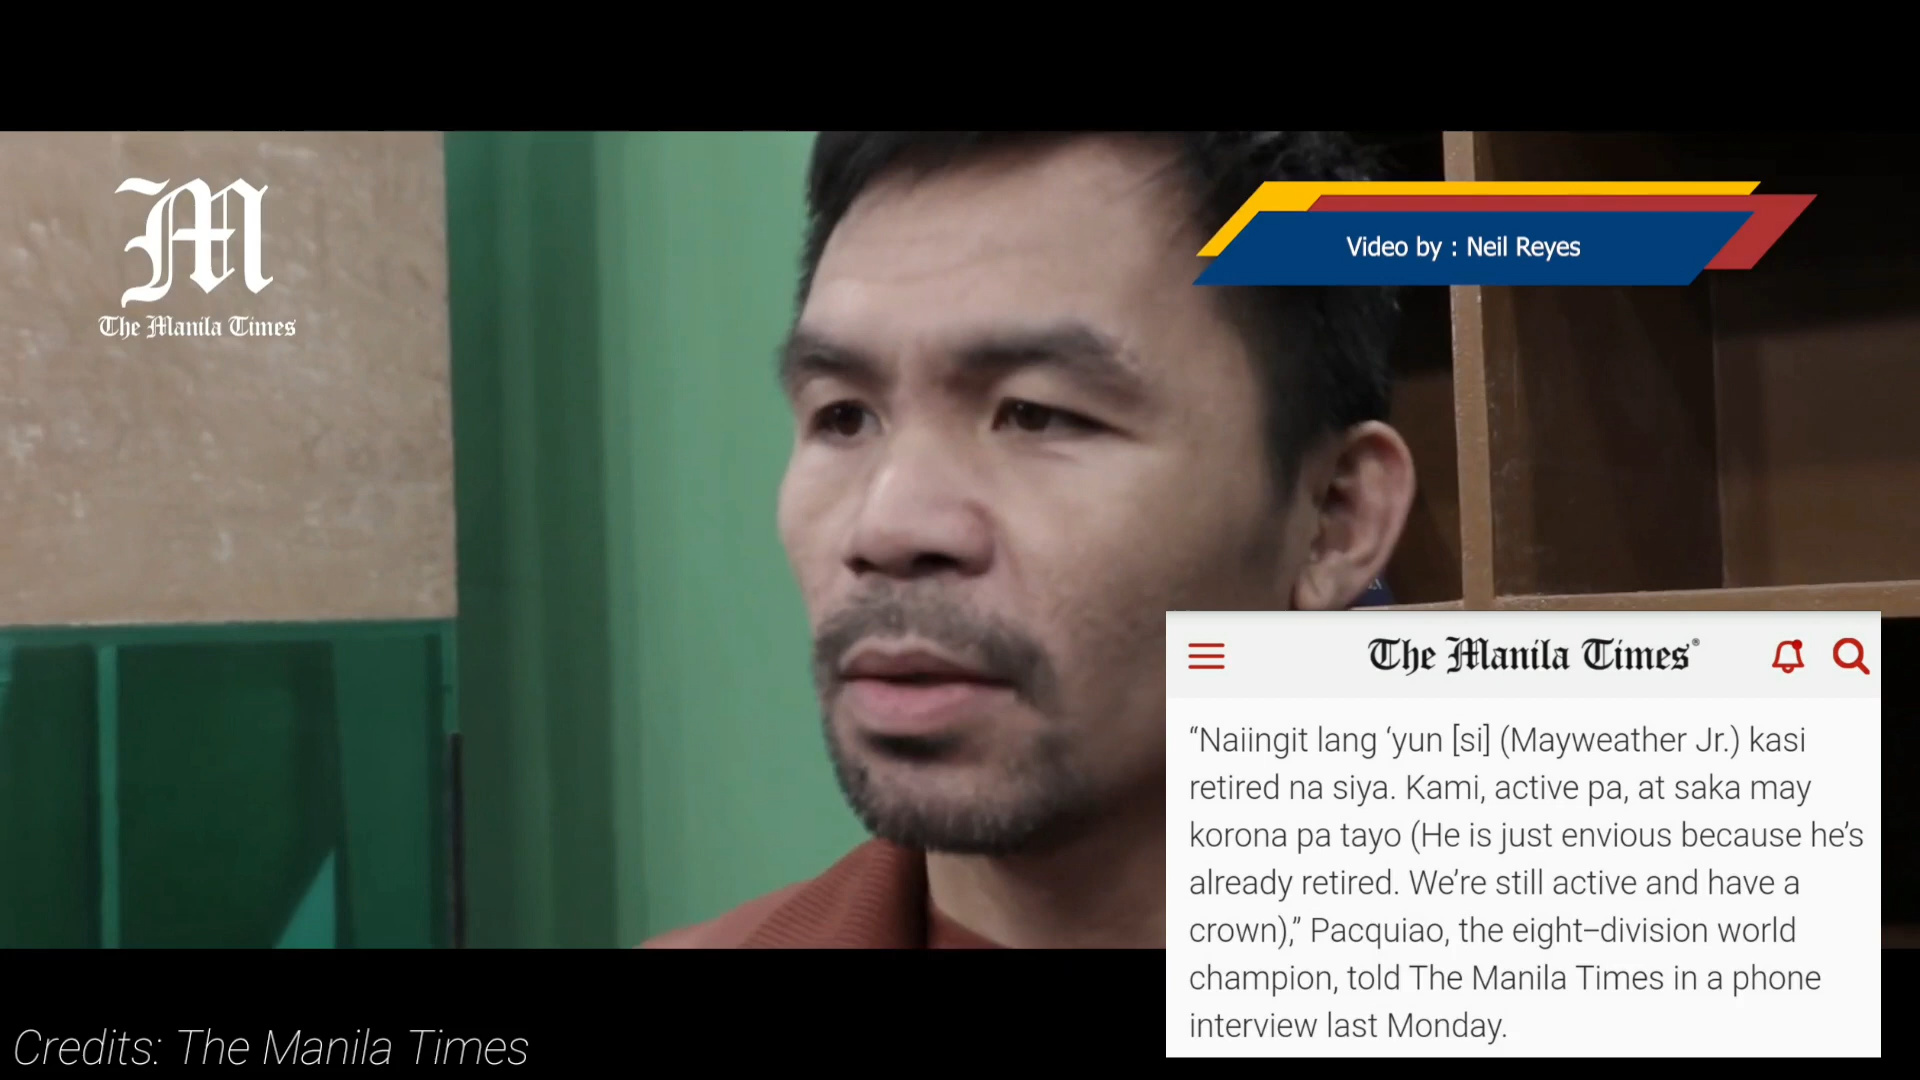 M
The Manila Times
Video by : Neil Reyes
The Manila Times®
“Naiingit lang ‘yun [si] (Mayweather Jr.) kasi
retired na siya. Kami, active pa, at saka may
korona pa tayo (He is just envious because he’s
already retired. We’re still active and have a
crown),” Pacquiao, the eight–division world
champion, told The Manila Times in a phone
interview last Monday.
Credits: The Manila Times